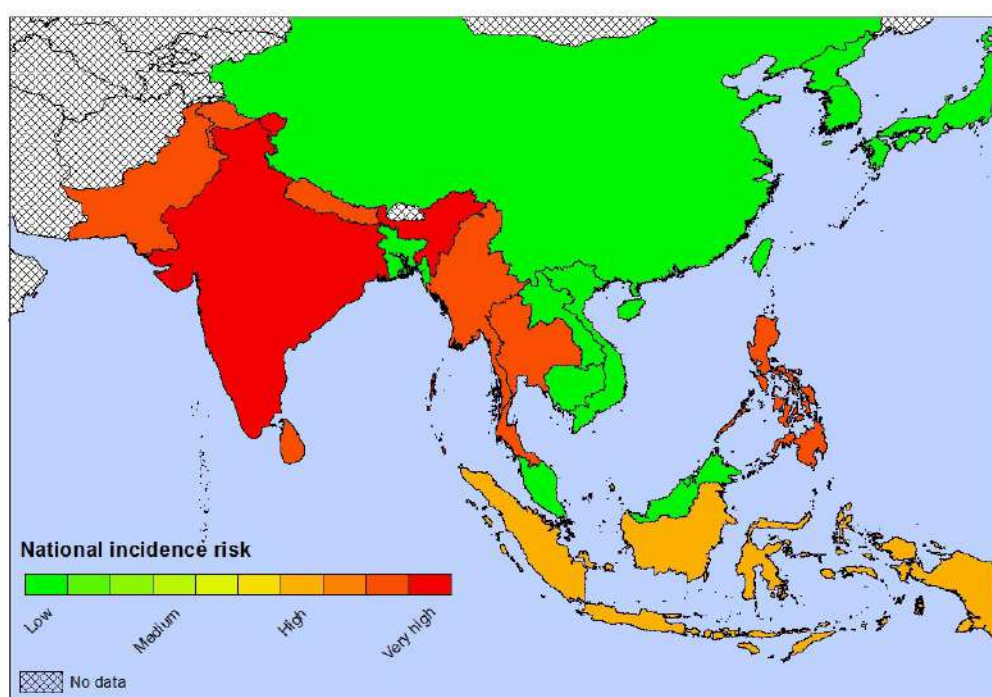 National incidence risk
Low
Medium
High
Very high
No data